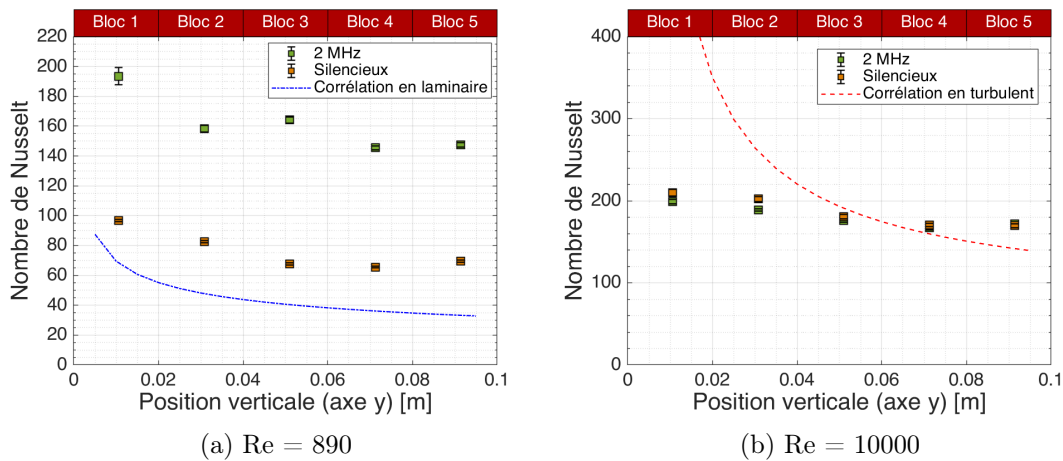 Bloc 1 Bloc 2 Bloc 3 Bloc 4 Bloc 5
220
200
180
160
140
120
100
80
60
40
20
0
Nombre de Nusselt
2 MHz
Silencieux
Corrélation en laminaire
0 0.02 0.04 0.06 0.08 0.1
Position verticale (axe y) [m]
(a) Re = 890
Bloc 1 Bloc 2 Bloc 3 Bloc 4 Bloc 5
400
300
200
100
0
Nombre de Nusselt
2 MHz
Silencieux
Corrélation en turbulent
0 0.02 0.04 0.06 0.08 0.1
Position verticale (axe y) [m]
(b) Re = 10000